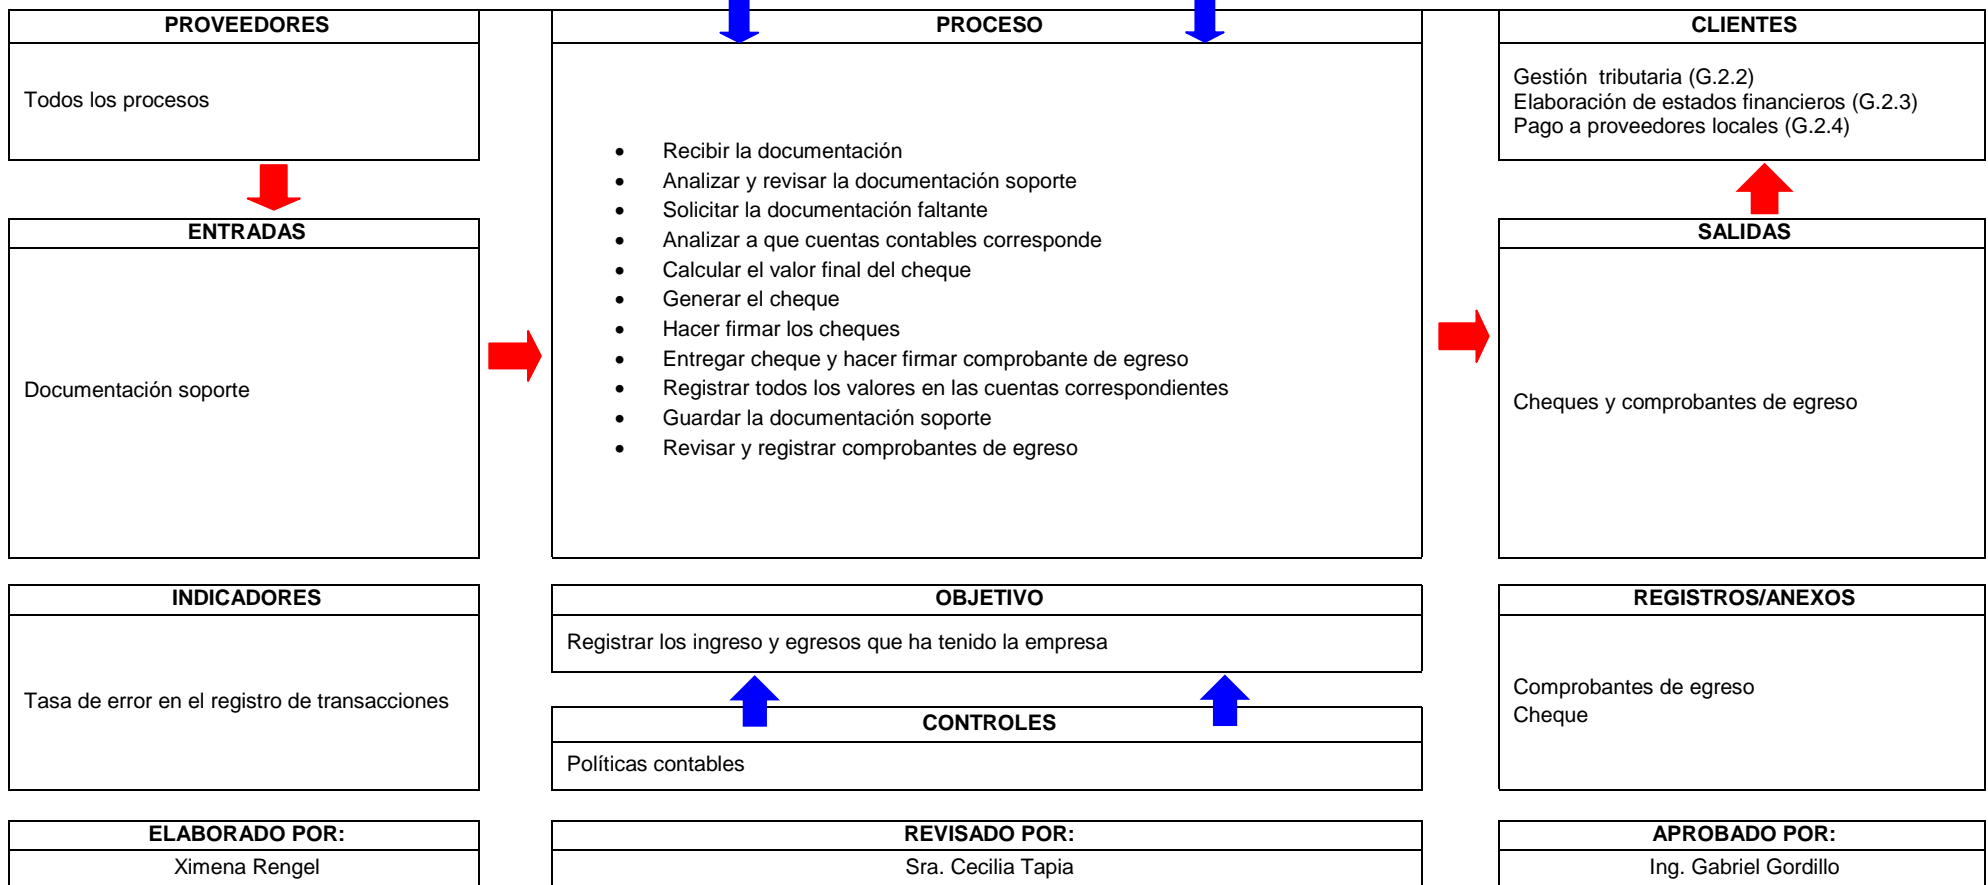 PROVEEDORES
Todos los procesos
ENTRADAS
Documentación soporte
PROCESO
• Recibir la documentación
• Analizar y revisar la documentación soporte
• Solicitar la documentación faltante
• Analizar a que cuentas contables corresponde
• Calcular el valor final del cheque
• Generar el cheque
• Hacer firmar los cheques
• Entregar cheque y hacer firmar comprobante de egreso
• Registrar todos los valores en las cuentas correspondientes
• Guardar la documentación soporte
• Revisar y registrar comprobantes de egreso
CLIENTES
Gestión  tributaria (G.2.2)
Elaboración de estados financieros (G.2.3)
Pago a proveedores locales (G.2.4)
SALIDAS
Cheques y comprobantes de egreso
INDICADORES
Tasa de error en el registro de transacciones
OBJETIVO
Registrar los ingreso y egresos que ha tenido la empresa
CONTROLES
Políticas contables
REGISTROS/ANEXOS
Comprobantes de egreso
Cheque
ELABORADO POR:
Ximena Rengel
REVISADO POR:
Sra. Cecilia Tapia
APROBADO POR:
Ing. Gabriel Gordillo